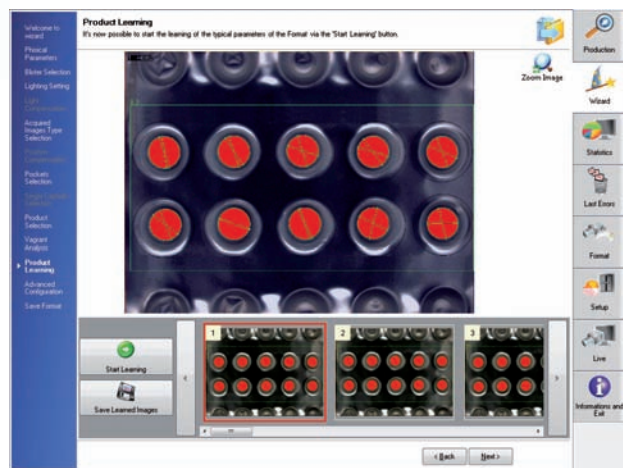 Product Learning
It's now possible to start the learning of the typical parameters of the Format via the 'Start Learning' button.
Welcome to
wizard
Phisical
Parameters
Blister Selection
Lighting Setting
Light
Compensation
Acquired
Images Type
Selection
Position
Compensation
Pockets
Selection
Product
Selection
Vagrant
Analysis
Product
Learning
Advanced
Configuration
Save Format
Zoom Image
Production
Wizard
Statistics
Last Errors
Format
Setup
Live
Informations and
Exit
1
2
3
Start Learning
Save Learned Images
< Back
Next >